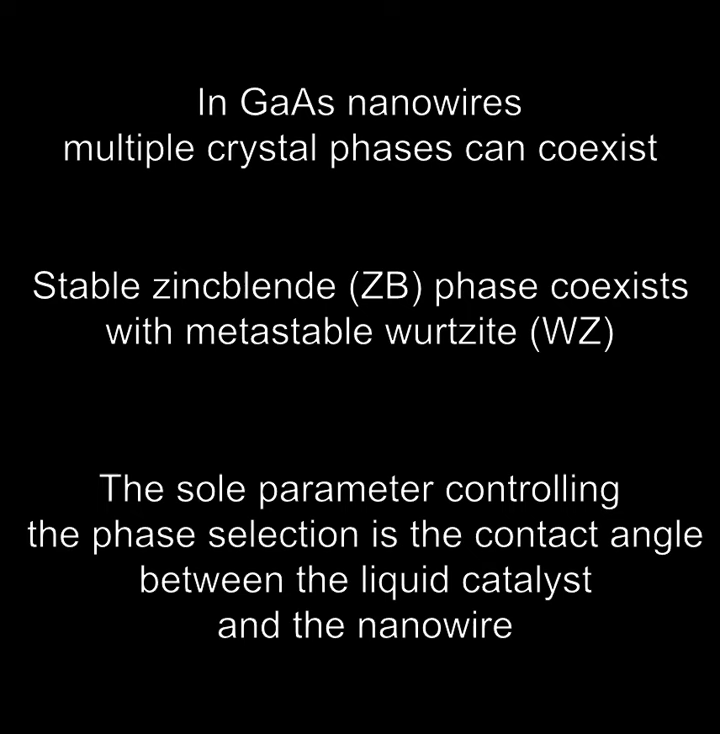 In GaAs nanowires
multiple crystal phases can coexist
Stable zincblende (ZB) phase coexists
with metastable wurtzite (WZ)
The sole parameter controlling
the phase selection is the contact angle
between the liquid catalyst
and the nanowire